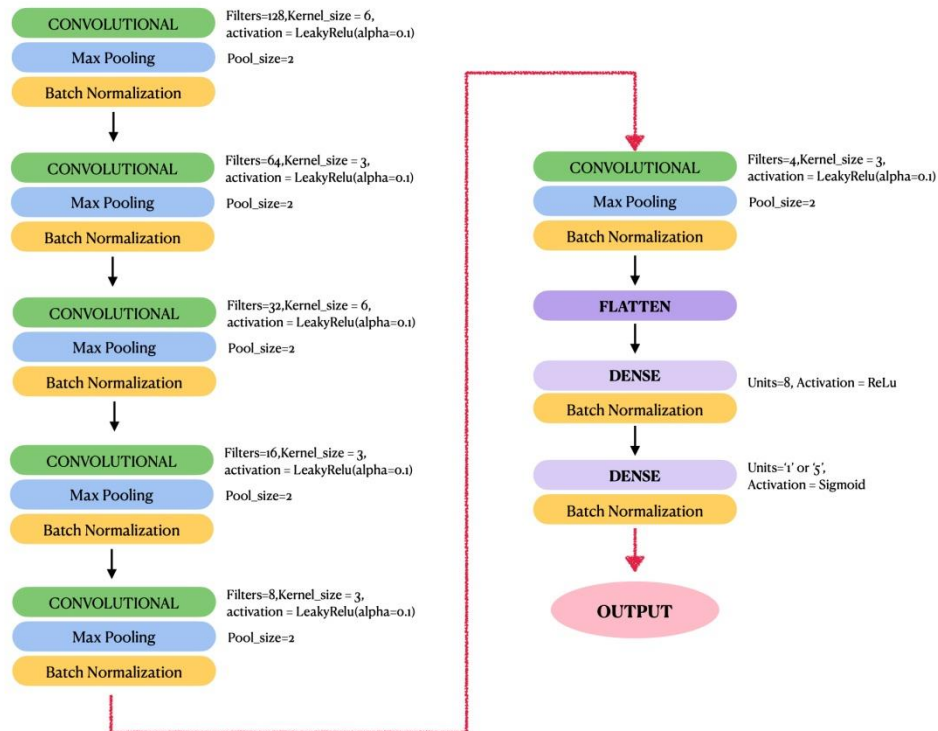 CONVOLUTIONAL
Filters=128,Kernel_size = 6,
activation = LeakyRelu(alpha=0.1)
Max Pooling
Pool_size=2
Batch Normalization
CONVOLUTIONAL
Filters=64,Kernel_size = 3,
activation = LeakyRelu(alpha=0.1)
Max Pooling
Pool_size=2
Batch Normalization
CONVOLUTIONAL
Filters=32,Kernel_size = 6,
activation = LeakyRelu(alpha=0.1)
Max Pooling
Pool_size=2
Batch Normalization
CONVOLUTIONAL
Filters=16,Kernel_size = 3,
activation = LeakyRelu(alpha=0.1)
Max Pooling
Pool_size=2
Batch Normalization
CONVOLUTIONAL
Filters=8,Kernel_size = 3,
activation = LeakyRelu(alpha=0.1)
Max Pooling
Pool_size=2
Batch Normalization
CONVOLUTIONAL
Filters=4,Kernel_size = 3,
activation = LeakyRelu(alpha=0.1)
Max Pooling
Pool_size=2
Batch Normalization
FLATTEN
DENSE
Units=8, Activation = ReLu
Batch Normalization
DENSE
Units='1' or '5',
Activation = Sigmoid
Batch Normalization
OUTPUT